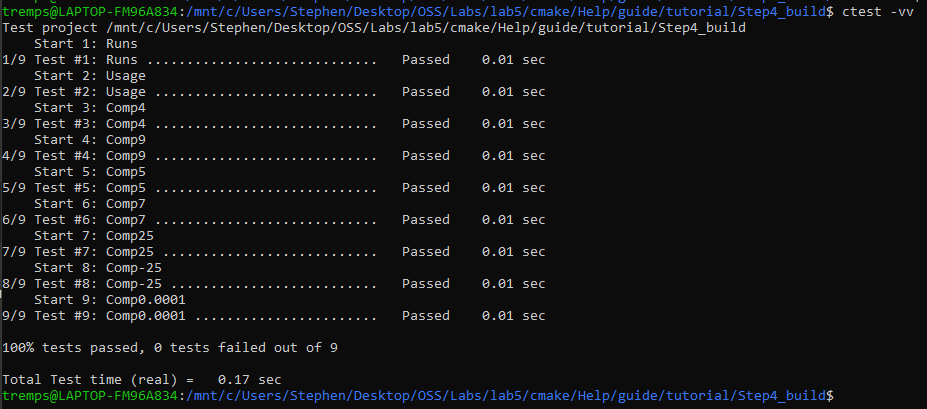 tremps@LAPTOP-FM96A834:/mnt/c/Users/Stephen/Desktop/OSS/Labs/lab5/cmake/Help/guide/tutorial/Step4_build$ ctest -vv
Test project /mnt/c/Users/Stephen/Desktop/OSS/Labs/lab5/cmake/Help/guide/tutorial/Step4_build
    Start 1: Runs
1/9 Test #1: Runs .............................   Passed    0.01 sec
    Start 2: Usage
2/9 Test #2: Usage ............................   Passed    0.01 sec
    Start 3: Comp4
3/9 Test #3: Comp4 ............................   Passed    0.01 sec
    Start 4: Comp9
4/9 Test #4: Comp9 ............................   Passed    0.01 sec
    Start 5: Comp5
5/9 Test #5: Comp5 ............................   Passed    0.01 sec
    Start 6: Comp7
6/9 Test #6: Comp7 ............................   Passed    0.01 sec
    Start 7: Comp25
7/9 Test #7: Comp25 ...........................   Passed    0.01 sec
    Start 8: Comp-25
8/9 Test #8: Comp-25 ..........................   Passed    0.01 sec
    Start 9: Comp0.0001
9/9 Test #9: Comp0.0001 .......................   Passed    0.01 sec

100% tests passed, 0 tests failed out of 9

Total Test time (real) =   0.17 sec
tremps@LAPTOP-FM96A834:/mnt/c/Users/Stephen/Desktop/OSS/Labs/lab5/cmake/Help/guide/tutorial/Step4_build$